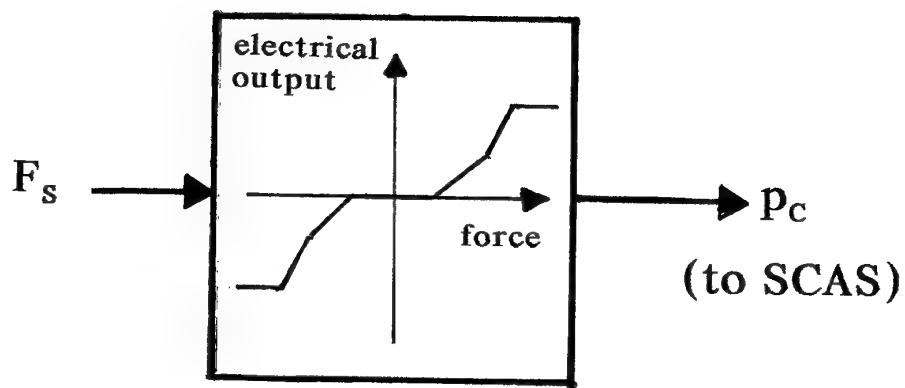 electrical
output
F_s
p_c
force
(to SCAS)